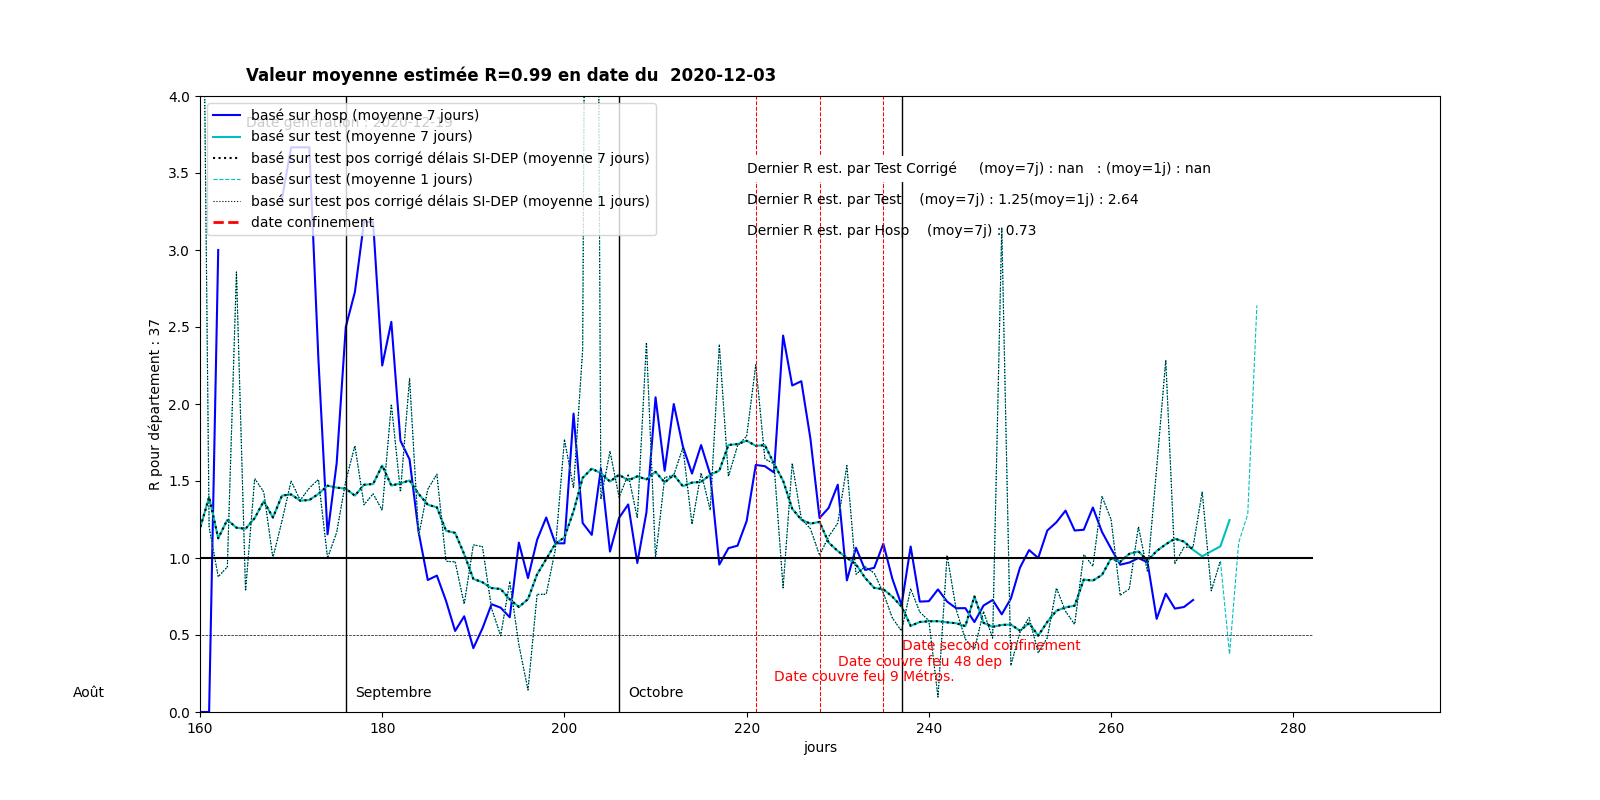 Valeur moyenne estimée R=0.99 en date du  2020-12-03
Date génération : 2020-12-19
basé sur hosp (moyenne 7 jours)
basé sur test (moyenne 7 jours)
basé sur test pos corrigé délais SI-DEP (moyenne 7 jours)
basé sur test (moyenne 1 jours)
basé sur test pos corrigé délais SI-DEP (moyenne 1 jours)
date confinement
Dernier R est. par Test Corrigé     (moy=7j) : nan   : (moy=1j) : nan
Dernier R est. par Test    (moy=7j) : 1.25(moy=1j) : 2.64
Dernier R est. par Hosp    (moy=7j) : 0.73
4.0
3.5
3.0
2.5
2.0
1.5
1.0
0.5
0.0
R pour département : 37
Date second confinement
Date couvre feu 48 dep
Date couvre feu 9 Métros.
Août
Septembre
Octobre
160 180 200 220 240 260 280
jours